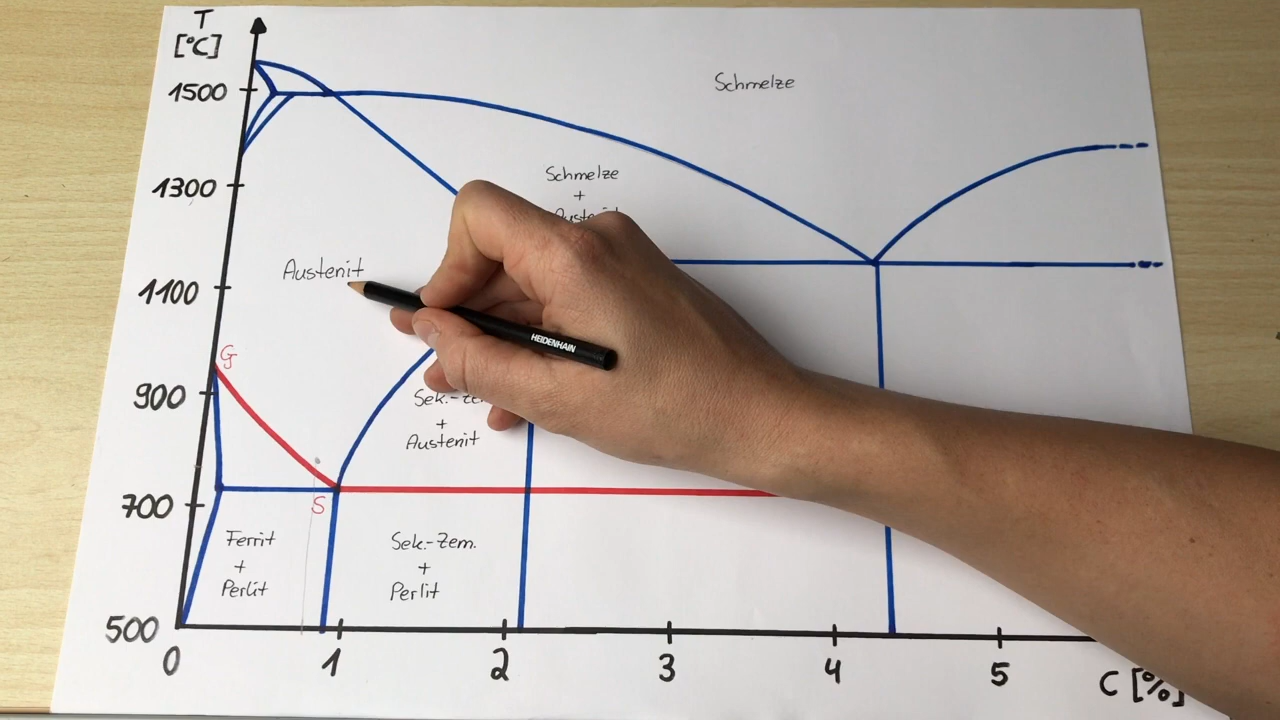 T
[°C]
1500
1300
1100
900
700
500
0
1
2
3
4
5
C [%]
Schmelze
Schmelze
+
Austenit
HEIDENHAIN
G
S
Sek.-
+
Austenit
Ferrit
+
Perlit
Sek.-Zem.
+
Perlit